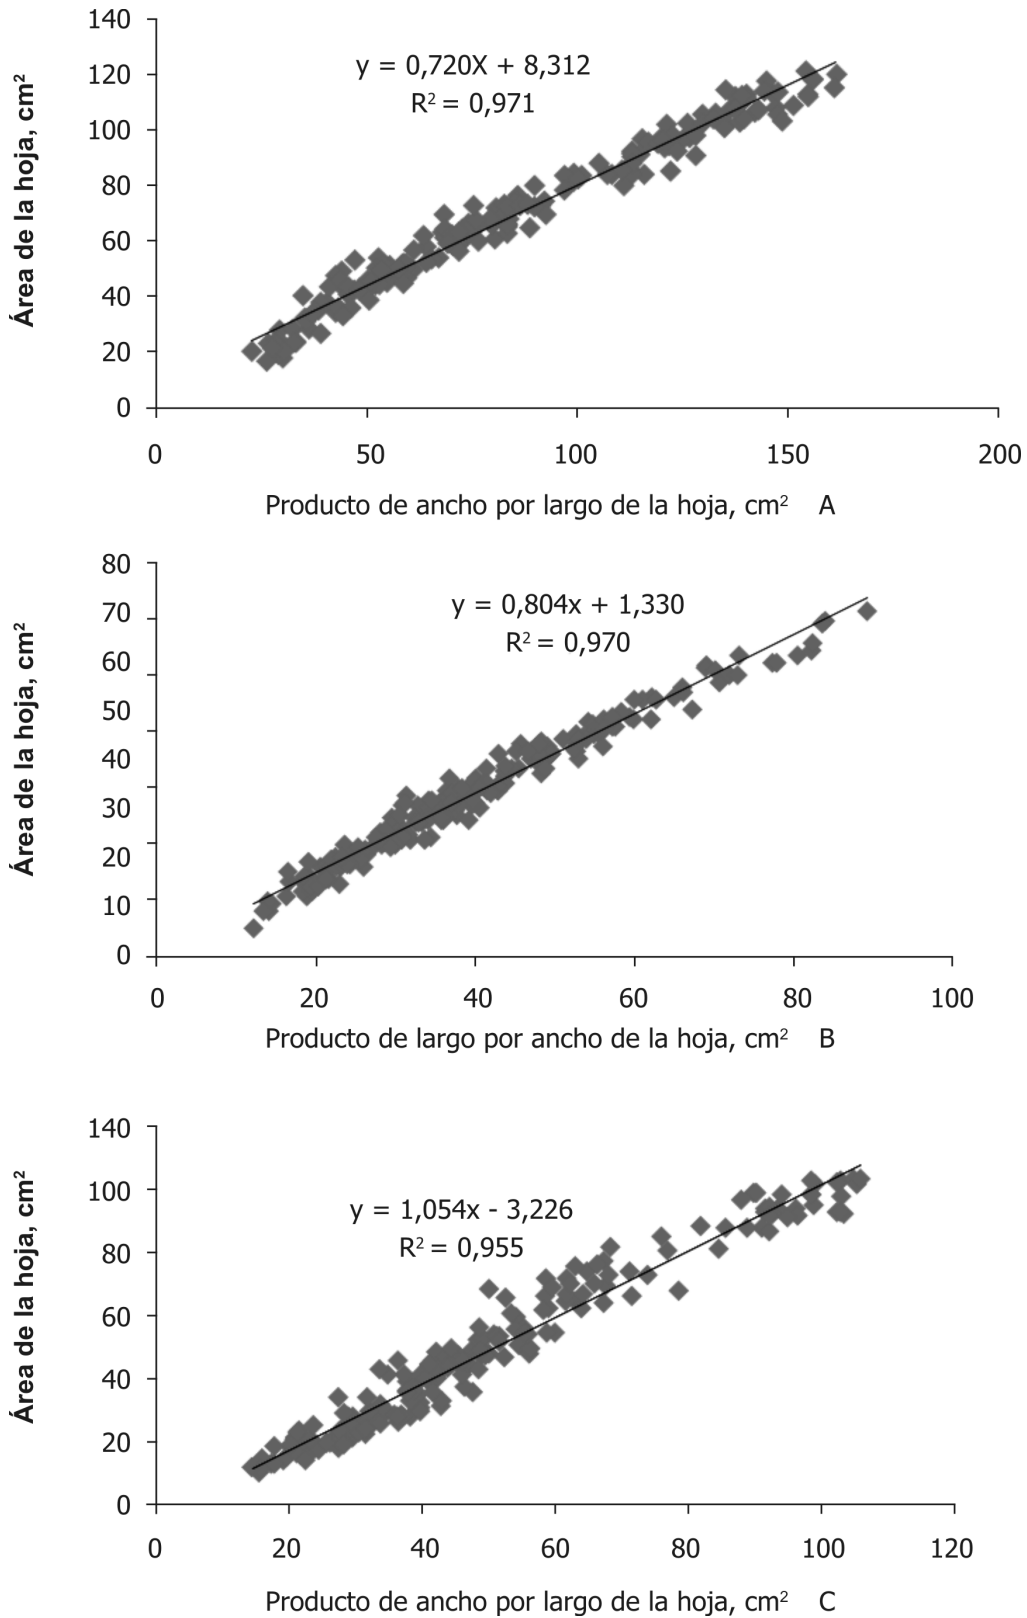 140
120
100
80
60
40
20
0
Área de la hoja, cm²
y = 0,720X + 8,312
R² = 0,971
0 50 100 150 200
Producto de ancho por largo de la hoja, cm² A
80
70
60
50
40
30
20
10
0
Área de la hoja, cm²
y = 0,804x + 1,330
R² = 0,970
0 20 40 60 80 100
Producto de largo por ancho de la hoja, cm² B
140
100
80
60
40
20
0
Área de la hoja, cm²
y = 1,054x - 3,226
R² = 0,955
0 20 40 60 80 100 120
Producto de ancho por largo de la hoja, cm² C